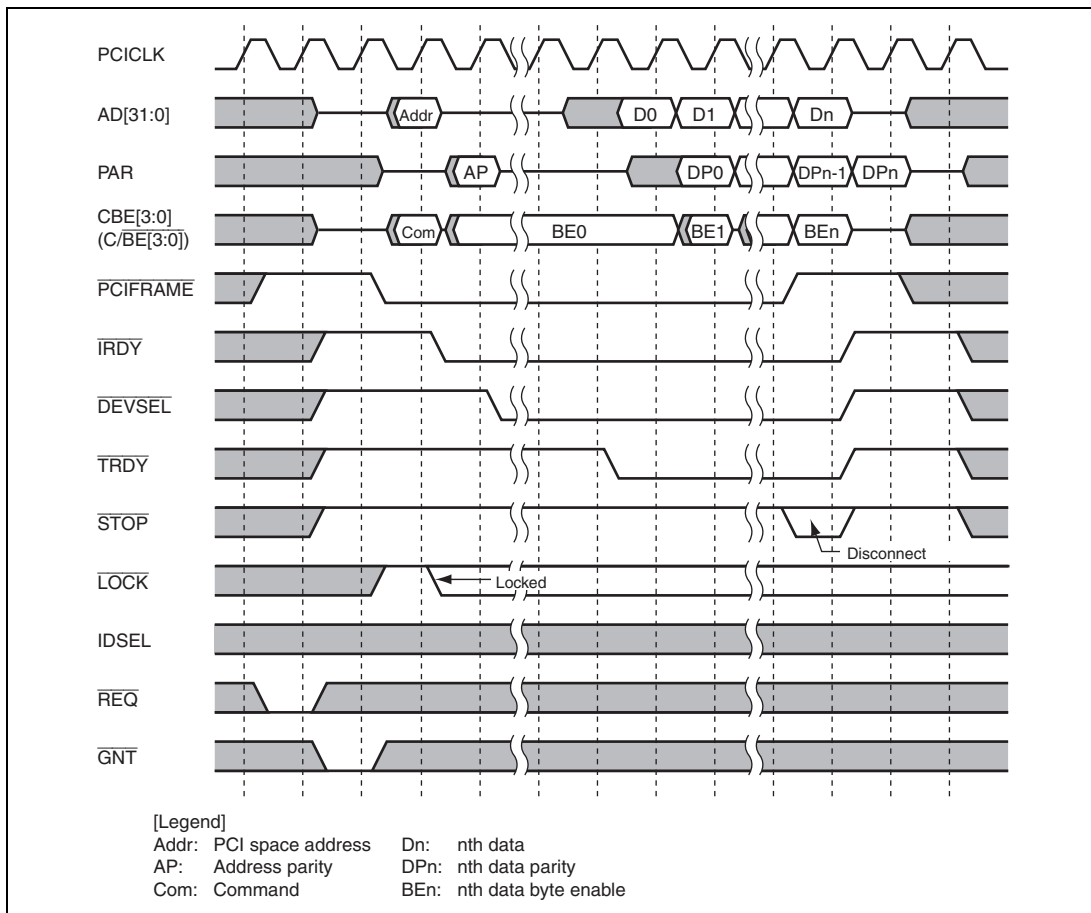 PCICLK
AD[31:0] Addr D0 D1 Dn
PAR AP DP0 DPn-1 DPn
CBE[3:0]
(C/BE[3:0]) Com BE0 BE1 BEn
PCIFRAME
IRDY
DEVSEL
TRDY
STOP
Disconnect
LOCK Locked
IDSEL
REQ
GNT
[Legend]
Addr: PCI space address Dn: nth data
AP: Address parity DPn: nth data parity
Com: Command BEn: nth data byte enable